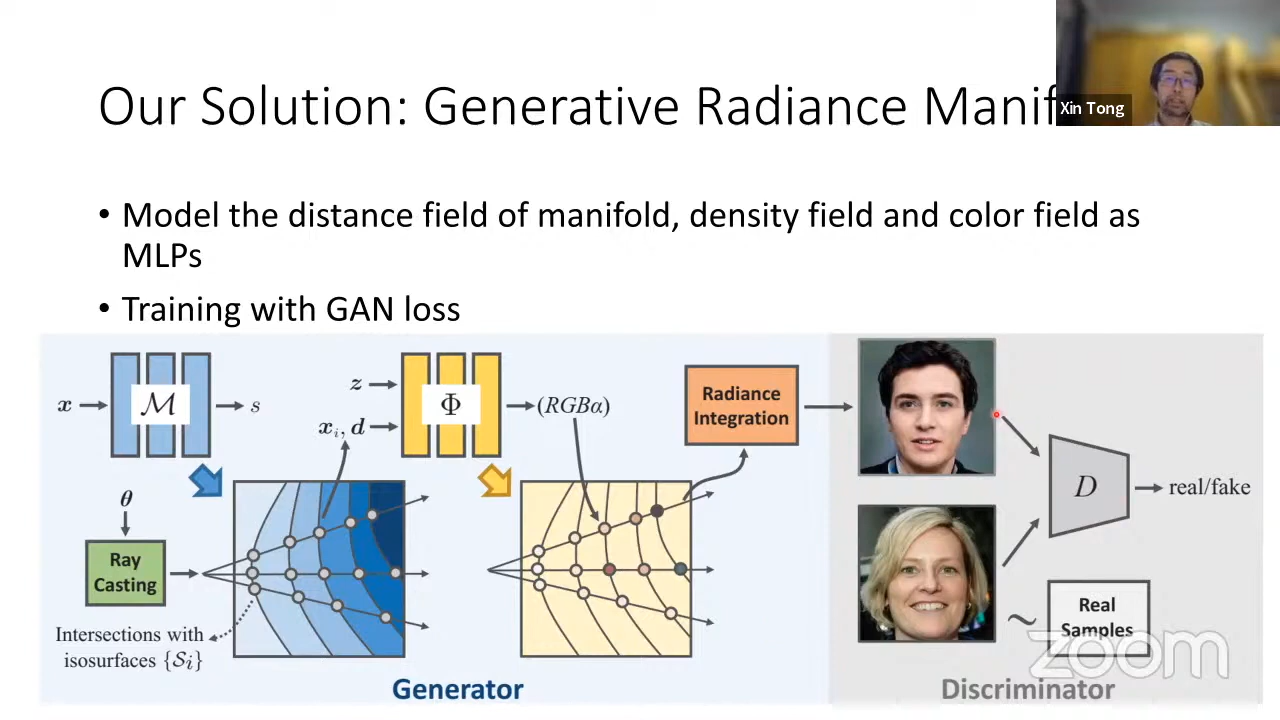 Our Solution: Generative Radiance Manif
Xin Tong
• Model the distance field of manifold, density field and color field as
MLPs
• Training with GAN loss
x
M
s
z
x_i, d
Φ
(RGBα)
Radiance
Integration
θ
Ray
Casting
Intersections with
isosurfaces {S_i}
D
real/fake
~
Real
Samples
zoom
Generator
Discriminator